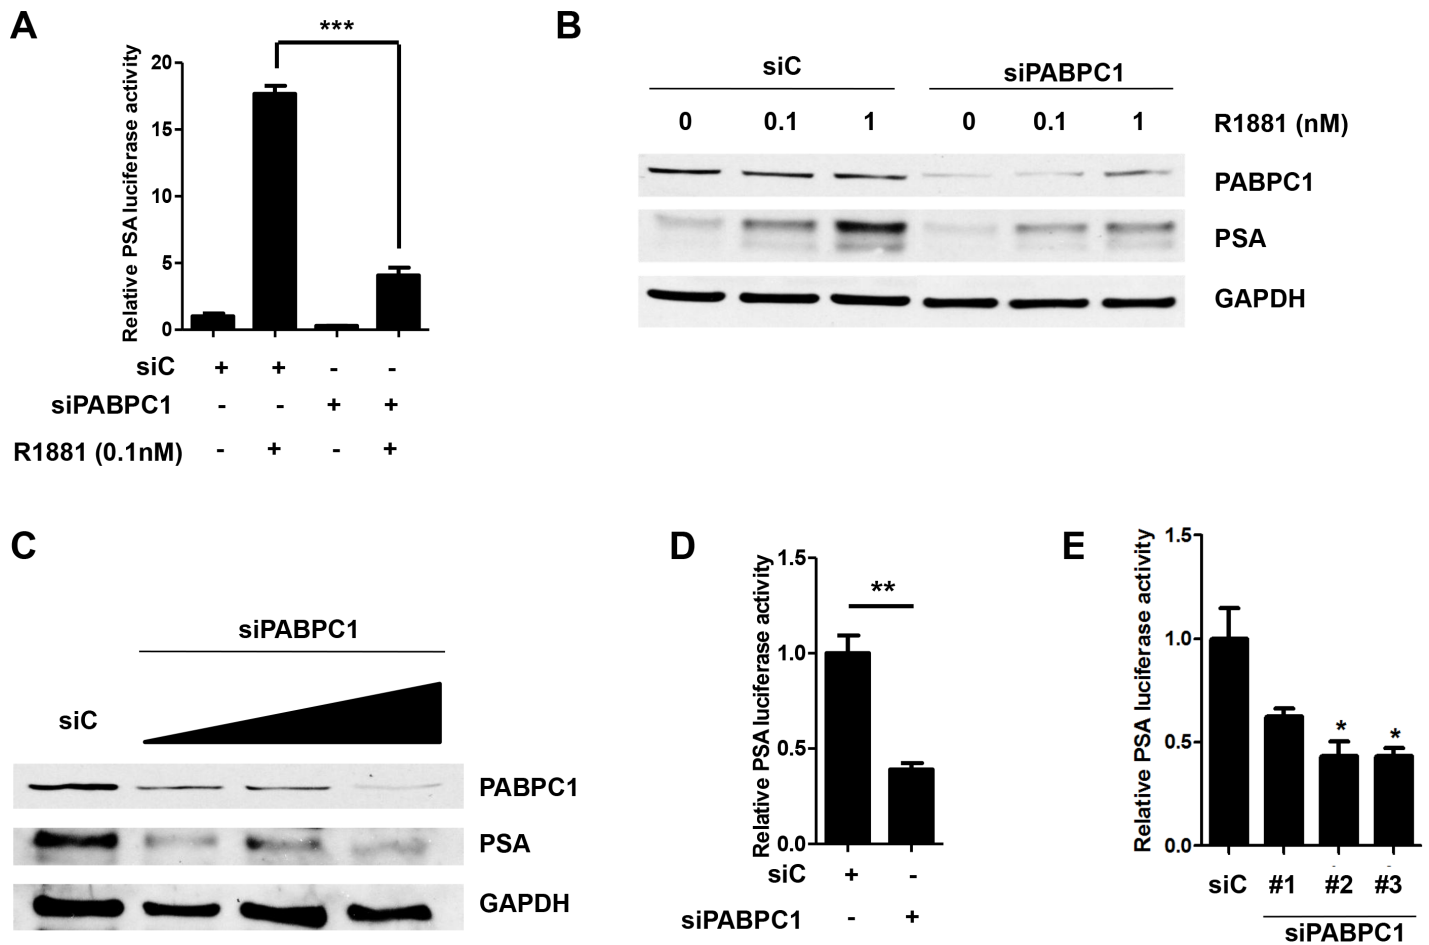 A
***
Relative PSA luciferase activity
20
15
10
5
0
siC + + - -
siPABPC1 - - + +
R1881 (0.1nM) - + - +
B
siC siPABPC1
0 0.1 1 0 0.1 1 R1881 (nM)
PABPC1
PSA
GAPDH
C
siPABPC1
siC
PABPC1
PSA
GAPDH
D
**
Relative PSA luciferase activity
1.5
1.0
0.5
0.0
siC + -
siPABPC1 - +
E
Relative PSA luciferase activity
1.5
1.0
0.5
0.0
* *
siC #1 #2 #3
siPABPC1